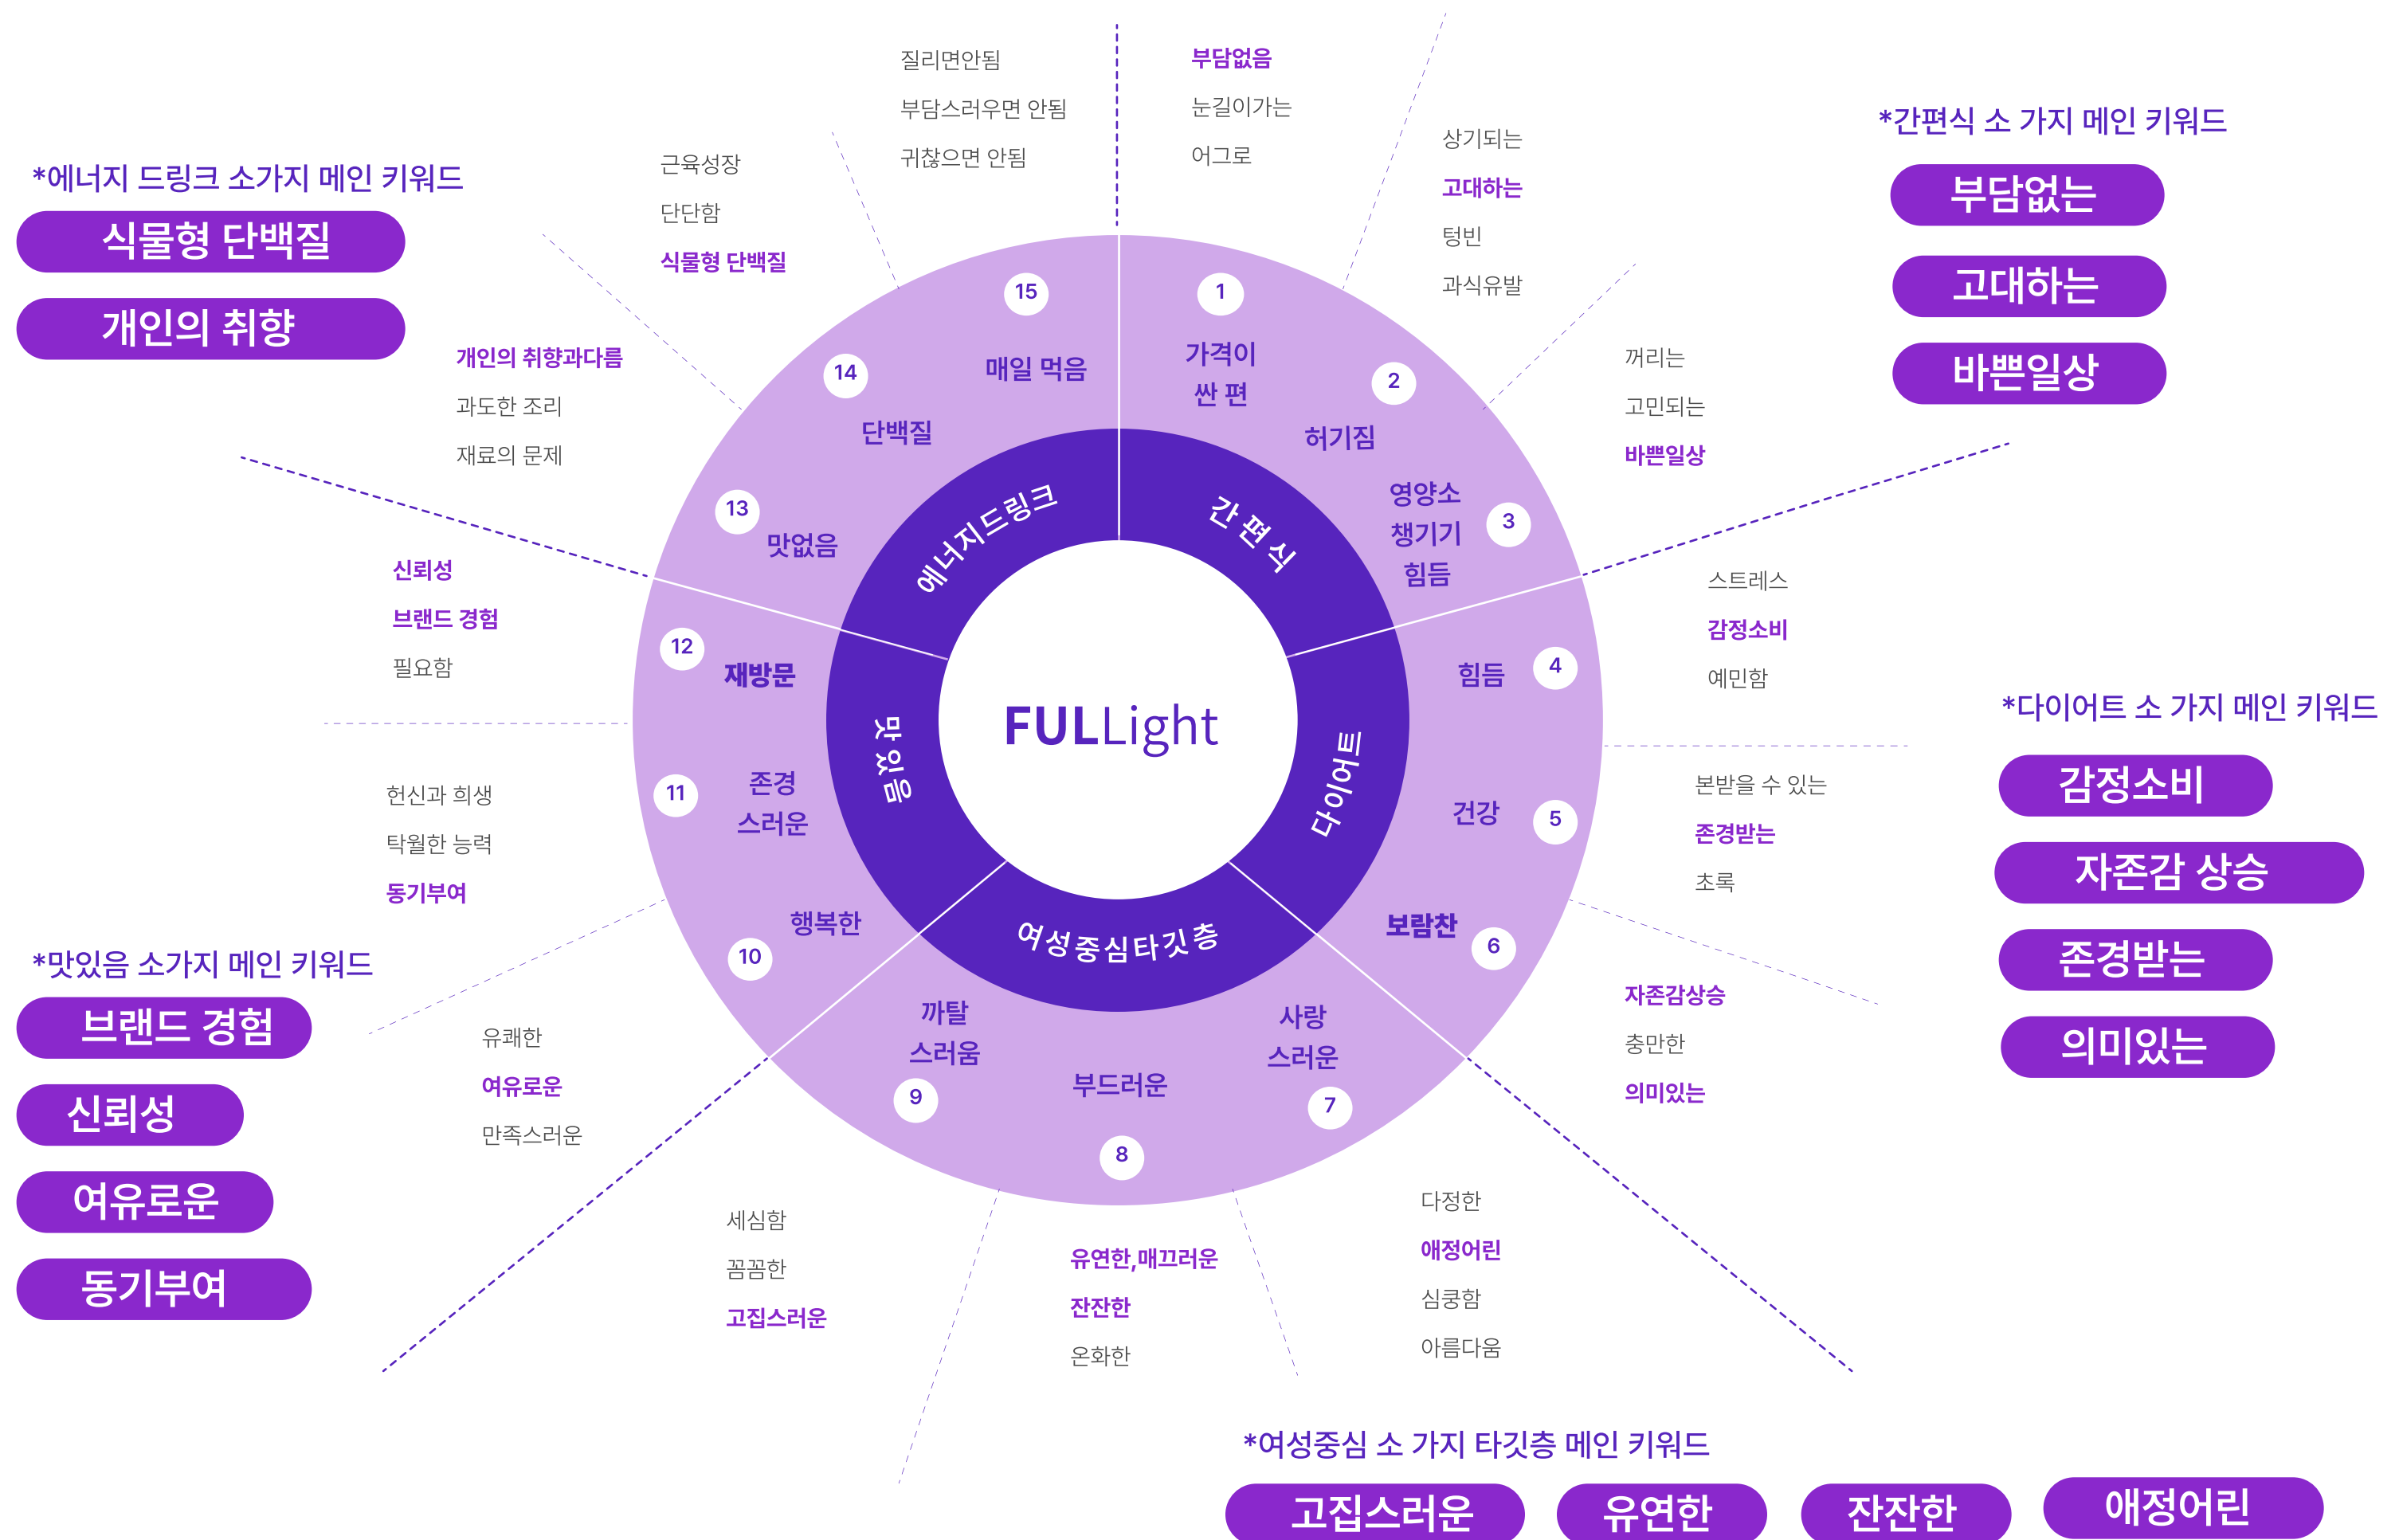 질리면안됨
부담스러우면 안됨
귀찮으면 안됨
부담없음
눈길이가는
어그로
상기되는
고대하는
텅빈
과식유발
*간편식 소 가지 메인 키워드
부담없는
고대하는
바쁜일상
*에너지 드링크 소가지 메인 키워드
식물형 단백질
개인의 취향
근육성장
단단함
식물형 단백질
개인의 취향과다름
과도한 조리
재료의 문제
꺼리는
고민되는
바쁜일상
15
매일 먹음
1
가격이
싼 편
14
단백질
2
허기짐
13
맛없음
영양소
챙기기
힘듬
3
에너지드링크
간 편 식
신뢰성
브랜드 경험
필요함
12
재방문
힘듬
4
스트레스
감정소비
예민함
FULLight
맛 있음
다이어트
*다이어트 소 가지 메인 키워드
감정소비
자존감 상승
존경받는
의미있는
헌신과 희생
탁월한 능력
동기부여
11
존경
스러운
건강
5
본받을 수 있는
존경받는
초록
10
행복한
보람찬
6
여성중심타깃층
*맛있음 소가지 메인 키워드
브랜드 경험
신뢰성
여유로운
동기부여
유쾌한
여유로운
만족스러운
까탈
스러움
9
부드러운
8
사랑
스러운
7
자존감상승
충만한
의미있는
세심함
꼼꼼한
고집스러운
유연한,매끄러운
잔잔한
온화한
다정한
애정어린
심쿵함
아름다움
*여성중심 소 가지 타깃층 메인 키워드
고집스러운
유연한
잔잔한
애정어린